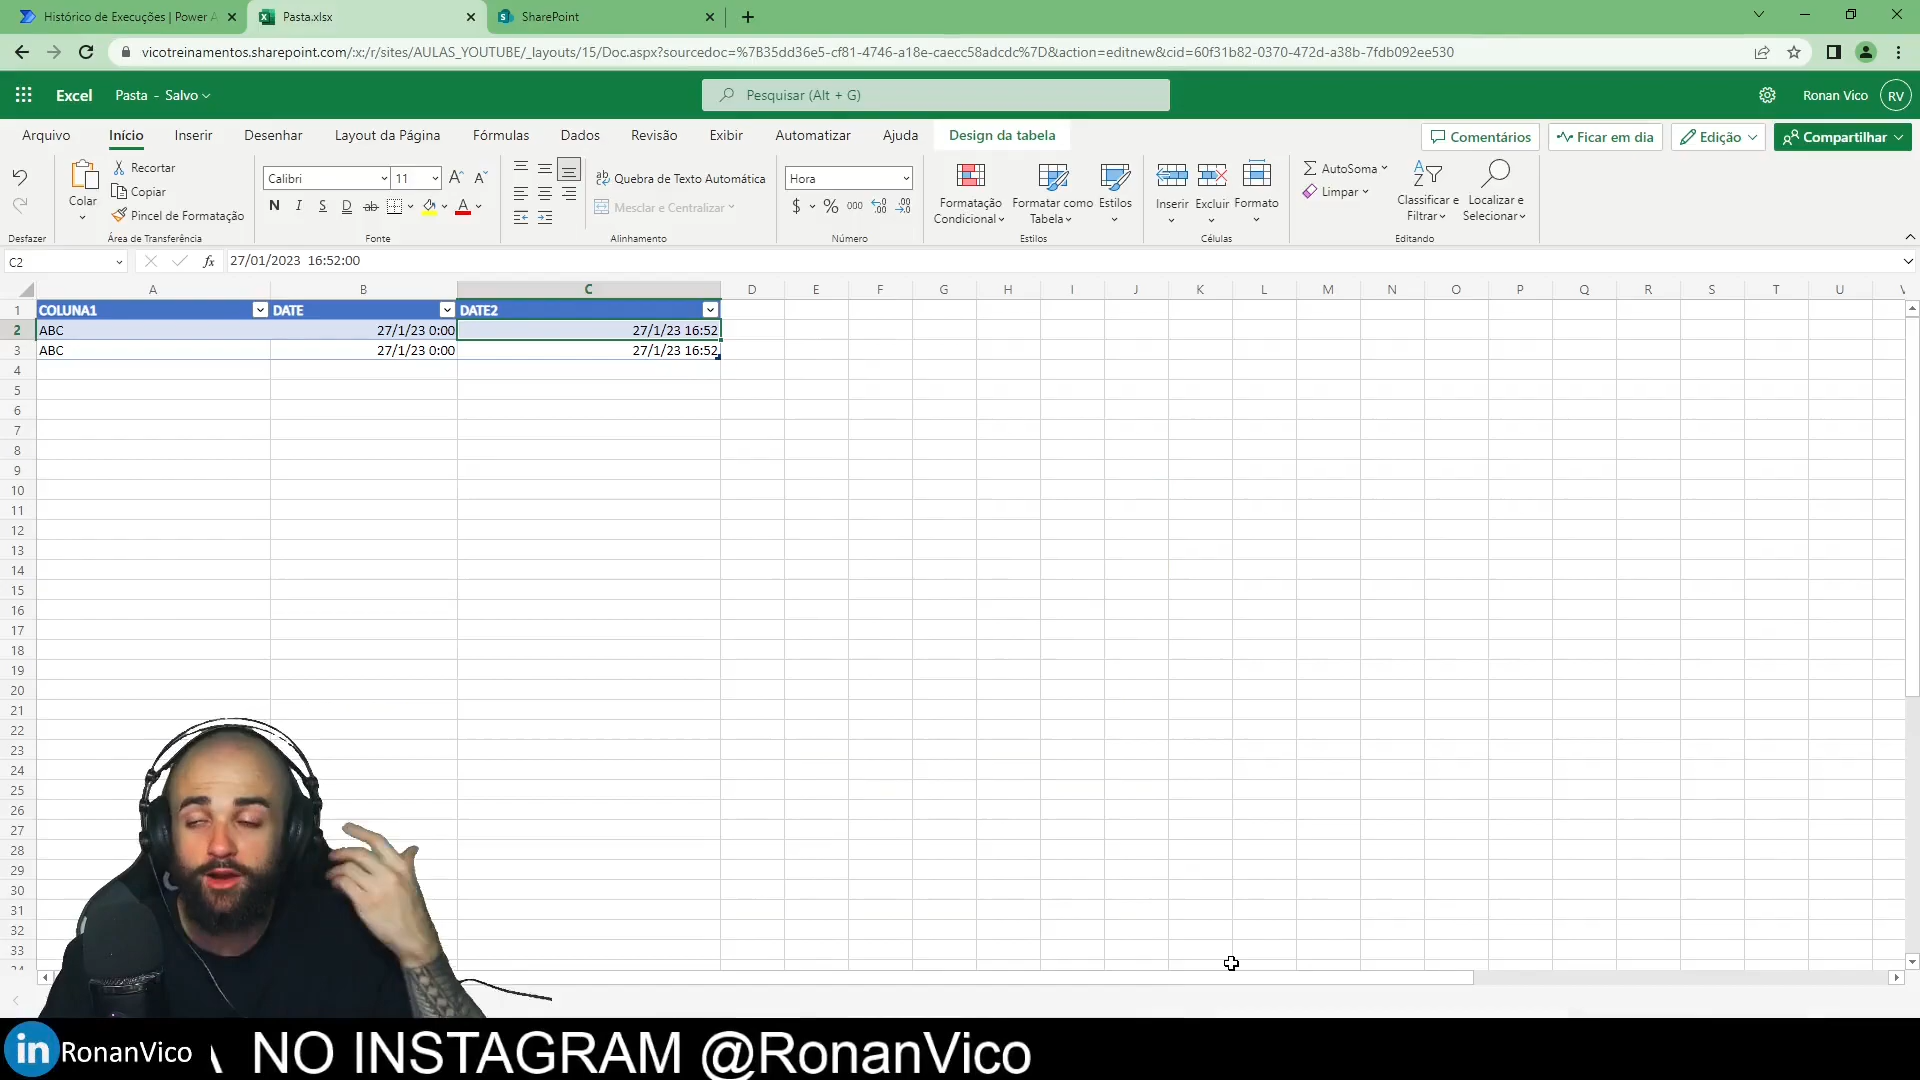 Histórico de Execuções | Power A
Pasta.xlsx
SharePoint
vicotreinamentos.sharepoint.com/:x:/r/sites/AULAS_YOUTUBE/_layouts/15/Doc.aspx?sourcedoc=%7B35dd36e5-cf81-4746-a18e-caecc58adcdc%7D&action=editnew&cid=60f31b82-0370-472d-a38b-7fdb092ee530
Excel Pasta - Salvo
Pesquisar (Alt + G)
Ronan Vico RV
Arquivo Início Inserir Desenhar Layout da Página Fórmulas Dados Revisão Exibir Automatizar Ajuda Design da tabela
Comentários Ficar em dia Edição Compartilhar
Colar
Recortar
Copiar
Pincel de Formatação
Calibri 11
N I S D ab
Quebra de Texto Automática
Mesclar e Centralizar
Hora
$ % 000
Formatação Condicional
Formatar como Tabela
Estilos
Inserir Excluir Formato
AutoSoma
Limpar
Classificar e Filtrar
Localizar e Selecionar
Desfazer Área de Transferência Fonte Alinhamento Número Estilos Células Editando
C2 fx 27/01/2023 16:52:00
A B C D E F G H I J K L M N O P Q R S T U V
1 COLUNA1 DATE DATE2
2 ABC 27/1/23 0:00 27/1/23 16:52
3 ABC 27/1/23 0:00 27/1/23 16:52
4
5
6
7
8
9
10
11
12
13
14
15
16
17
18
19
20
21
22
23
24
25
26
27
28
29
30
31
32
33
in RonanVico NO INSTAGRAM @RonanVico